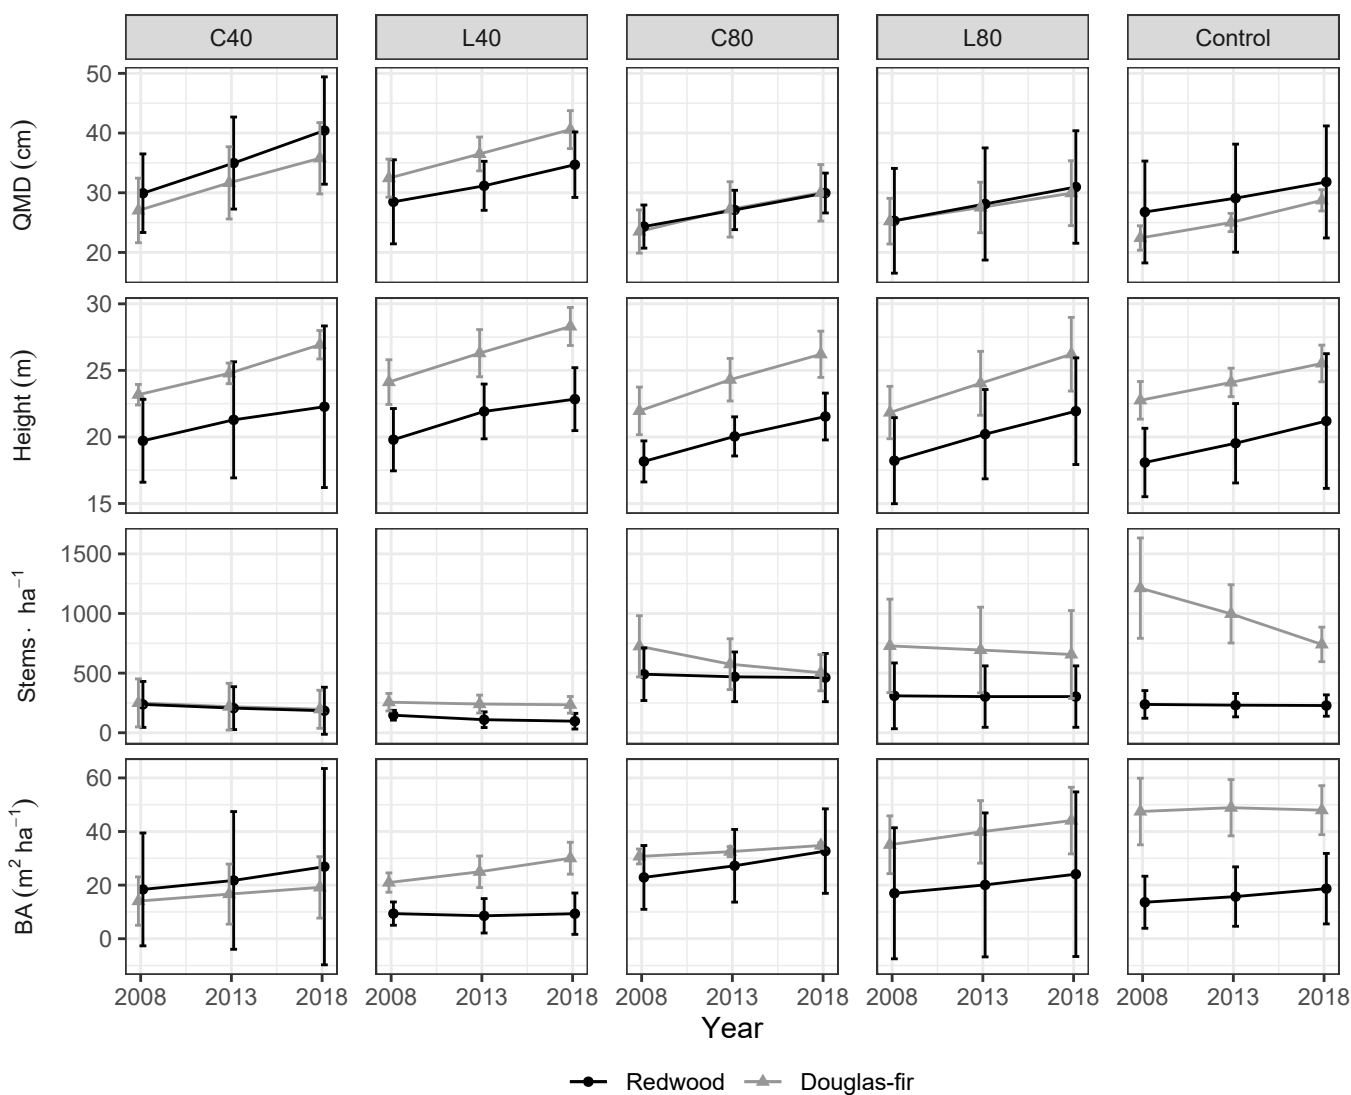 C40 L40 C80 L80 Control
QMD (cm)
50
40
30
20
Height (m)
30
25
20
15
Stems · ha⁻¹
1500
1000
500
0
BA (m² ha⁻¹)
60
40
20
0
2008 2013 2018 2008 2013 2018 2008 2013 2018 2008 2013 2018 2008 2013 2018
Year
Redwood Douglas-fir